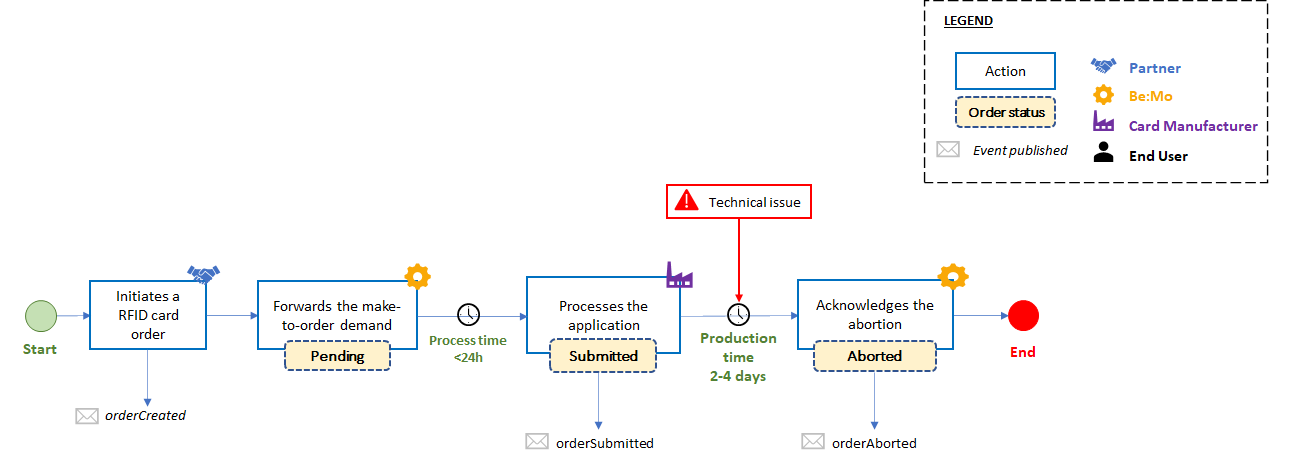 LEGEND
Action
Order status
Event published
Partner
Be:Mo
Card Manufacturer
End User
Technical issue
Start
Initiates a
RFID card
order
orderCreated
Forwards the make-
to-order demand
Pending
Process time
<24h
Processes the
application
Submitted
orderSubmitted
Production
time
2-4 days
Acknowledges the
abortion
Aborted
orderAborted
End